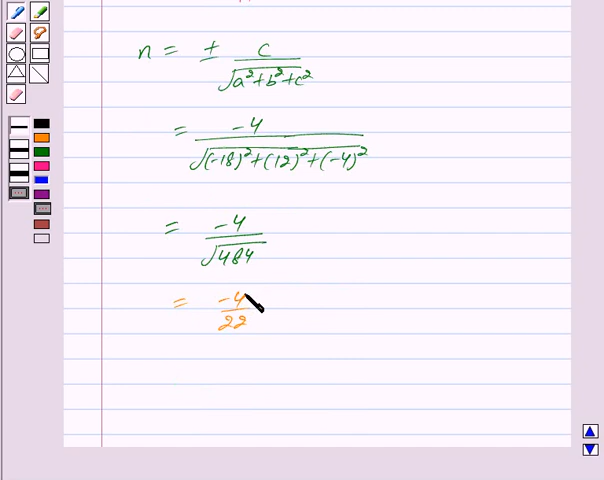 n = ± c / √a²+b²+c²
= -4 / √(-18)²+(12)²+(-4)²
= -4 / √484
= -4 / 22